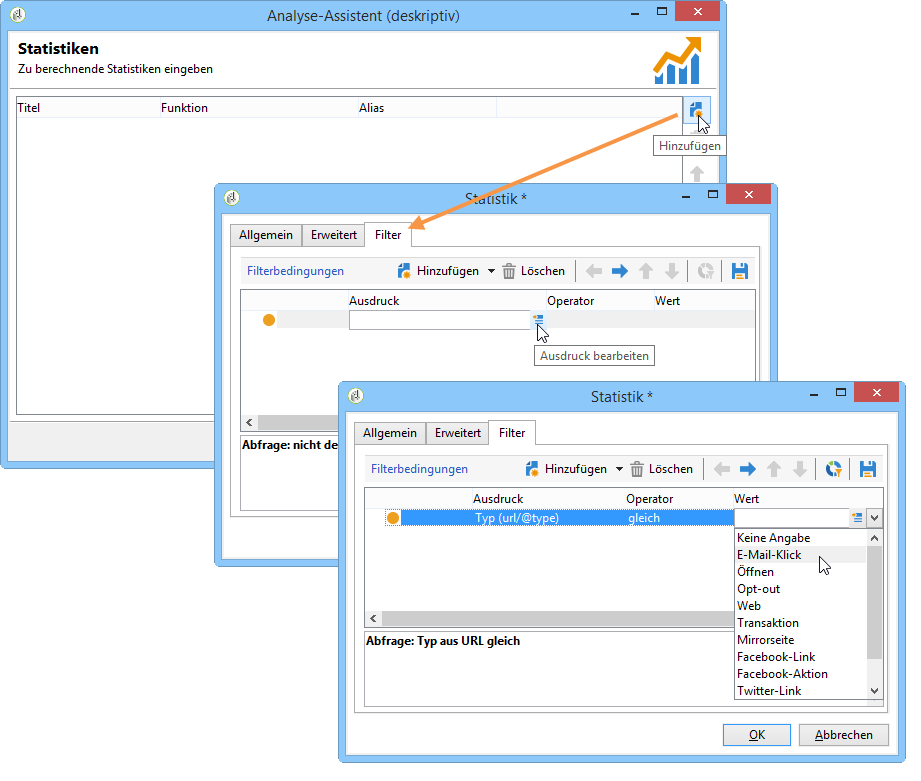 Analyse-Assistent (deskriptiv)
Statistiken
Zu berechnende Statistiken eingeben
Titel Funktion Alias
Hinzufügen
Statistik *
Allgemein Erweitert Filter
Filterbedingungen Hinzufügen Löschen
Ausdruck Operator Wert
Ausdruck bearbeiten
Abfrage: nicht de
Statistik *
Allgemein Erweitert Filter
Filterbedingungen Hinzufügen Löschen
Ausdruck Operator Wert
Typ (url/@type) gleich
Keine Angabe
E-Mail-Klick
Öffnen
Opt-out
Web
Transaktion
Mirrorseite
Facebook-Link
Facebook-Aktion
Twitter-Link
Abfrage: Typ aus URL gleich
OK Abbrechen